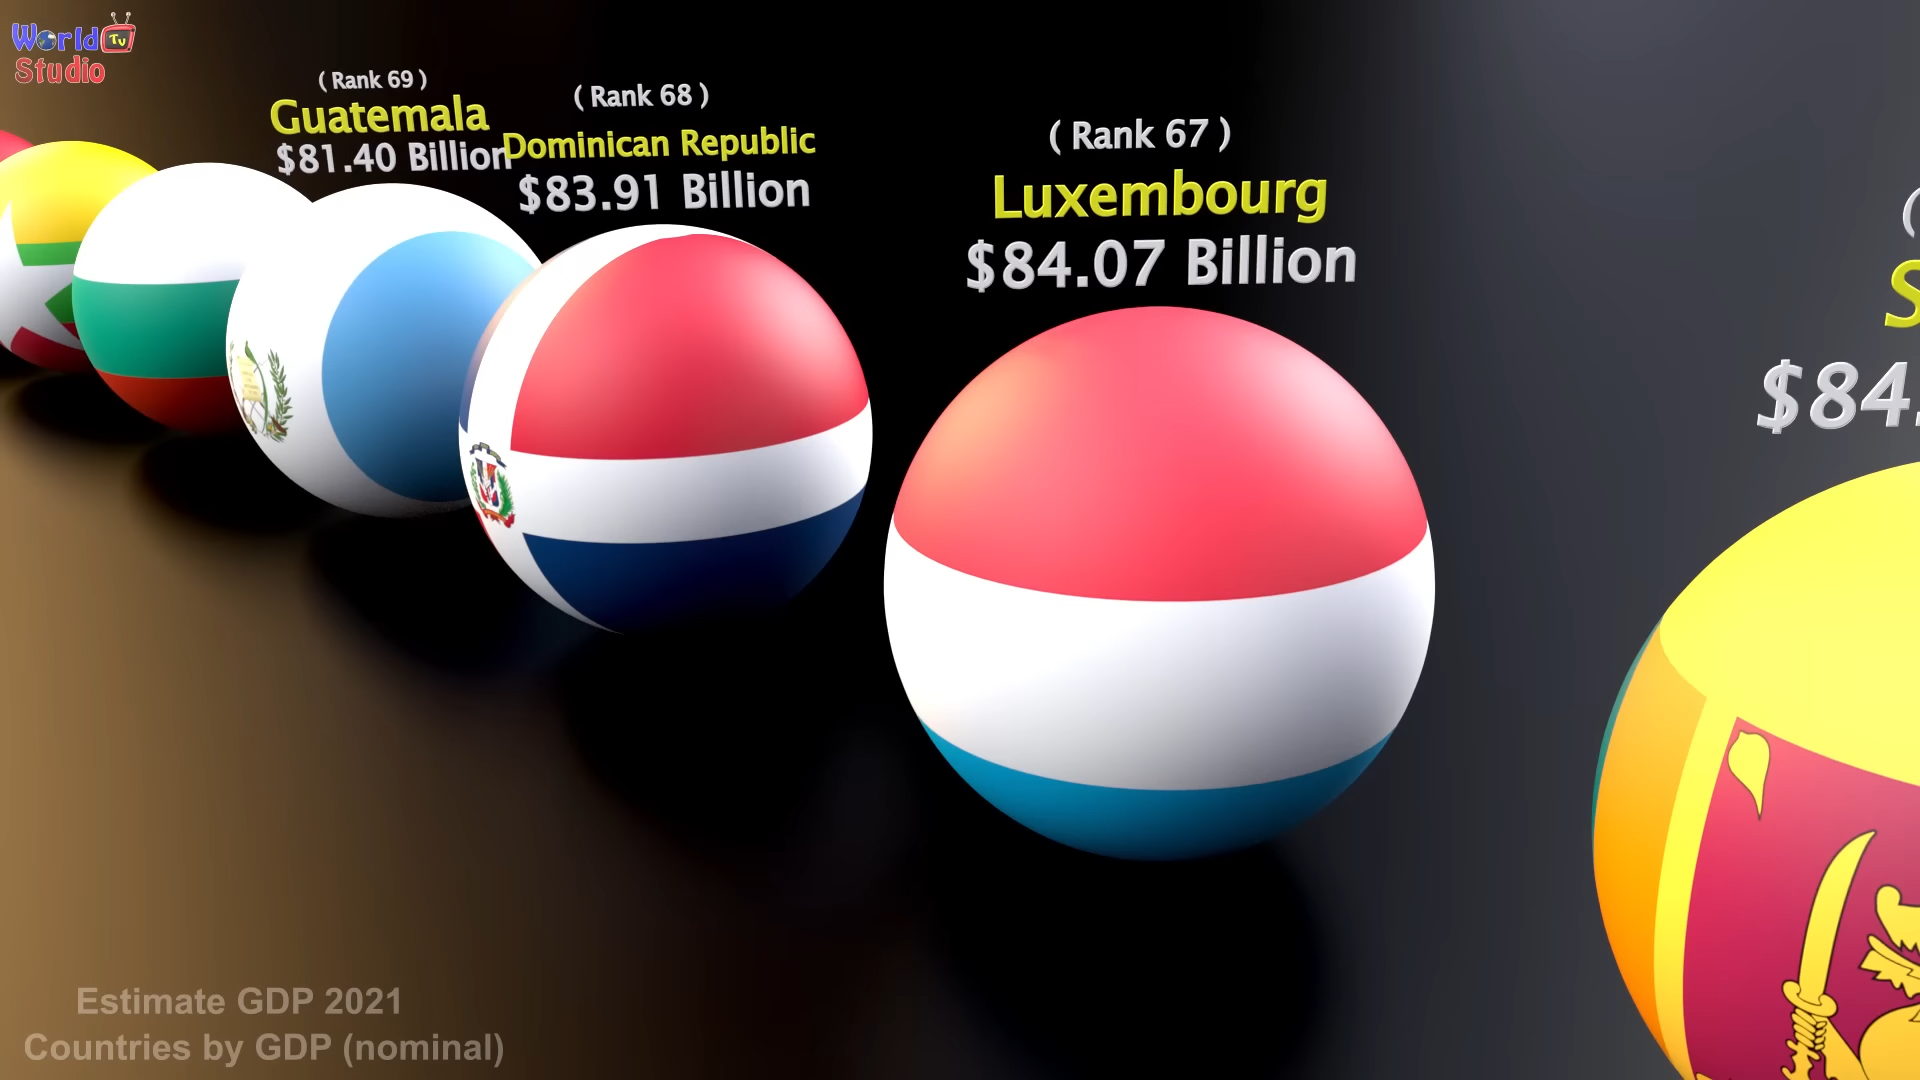 World Tv
Studio
( Rank 69 )
Guatemala
$81.40 Billion
( Rank 68 )
Dominican Republic
$83.91 Billion
( Rank 67 )
Luxembourg
$84.07 Billion
(
S
$84.
Estimate GDP 2021
Countries by GDP (nominal)